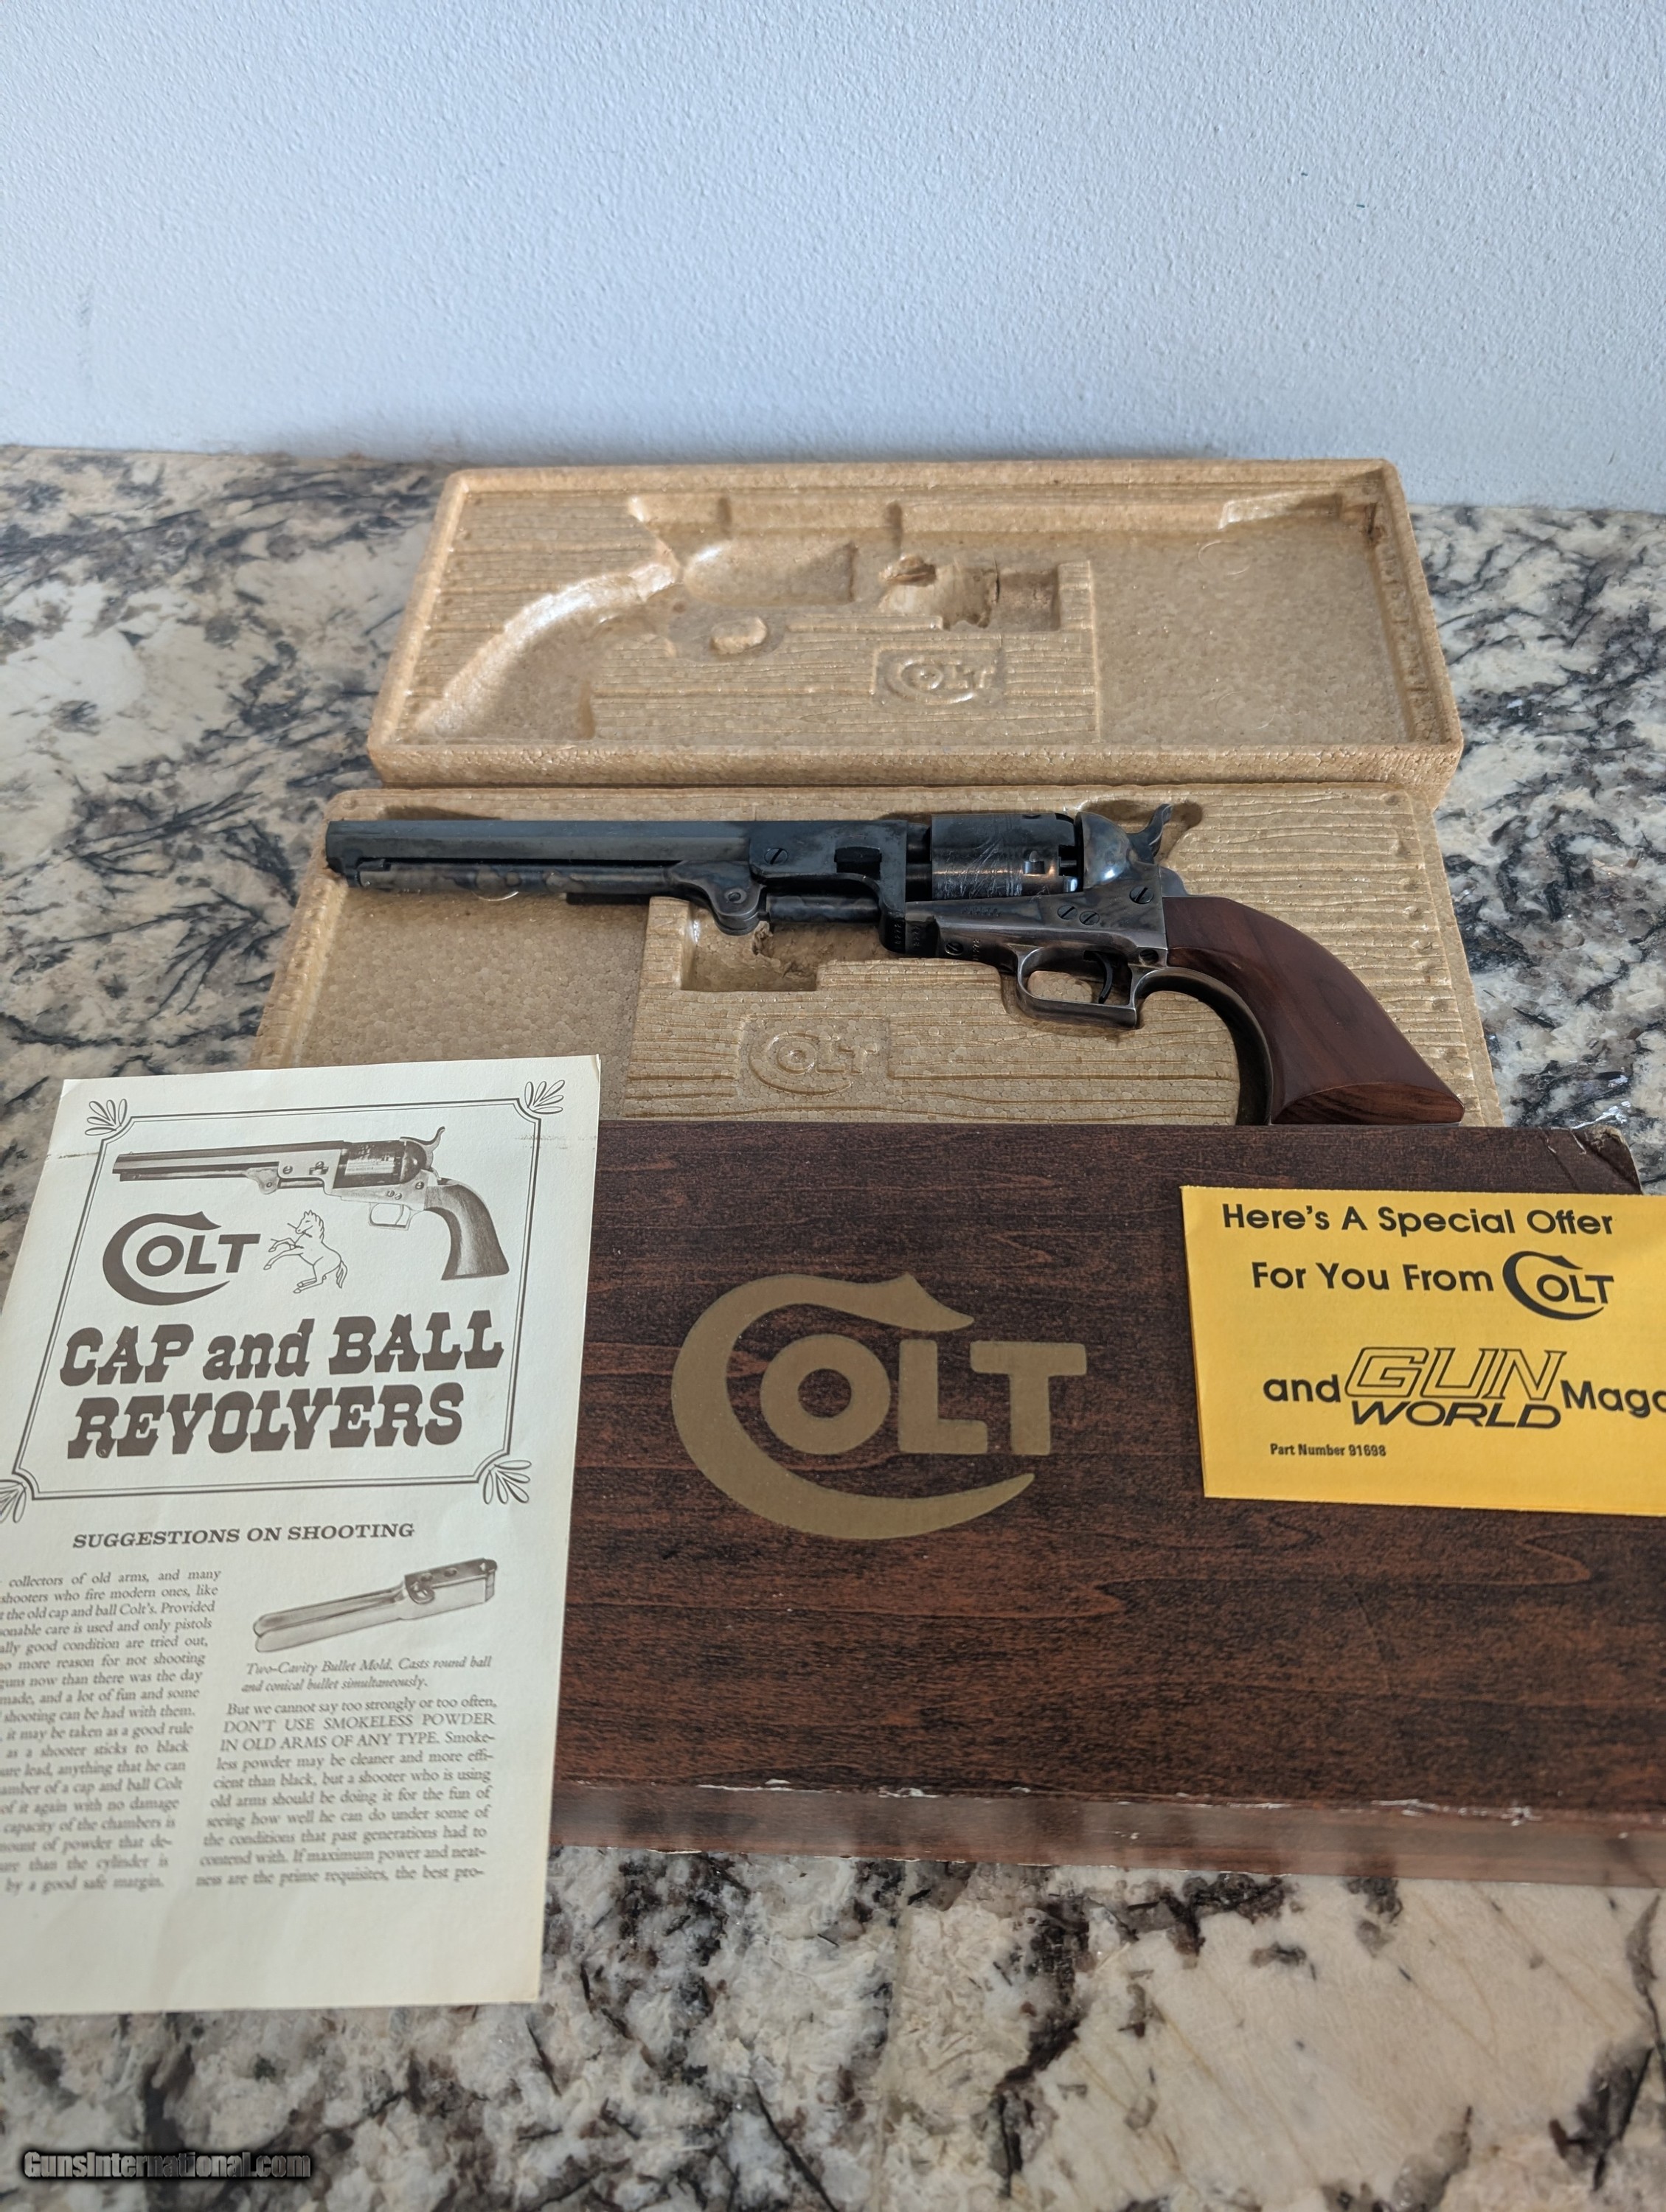 COLT
COLT
COLT
CAP and BALL
REVOLVERS
SUGGESTIONS ON SHOOTING
collectors of old arms, and many
shooters who fire modern ones, like
the old cap and ball Colt's. Provided
care is used and only pistols
good condition are tried out,
more reason for not shooting
guns now than there was the day
made, and a lot of fun and some
shooting can be had with them.
it may be taken as a good rule
as a shooter sticks to black
lead, anything that he can
of a cap and ball Colt
of it again with no damage
capacity of the chambers is
of powder that de-
than the cylinder is
by a good safe margin.
Two-Cavity Bullet Mold. Casts round ball
and conical bullet simultaneously.
But we cannot say too strongly or too often,
DON'T USE SMOKELESS POWDER
IN OLD ARMS OF ANY TYPE. Smoke-
less powder may be cleaner and more effi-
cient than black, but a shooter who is using
old arms should be doing it for the fun of
seeing how well he can do under some of
the conditions that past generations had to
contend with. If maximum power and neat-
ness are the prime requisites, the best pro-
COLT
Here's A Special Offer
For You From COLT
and GUN WORLD
Part Number 91698
GunsInternational.com